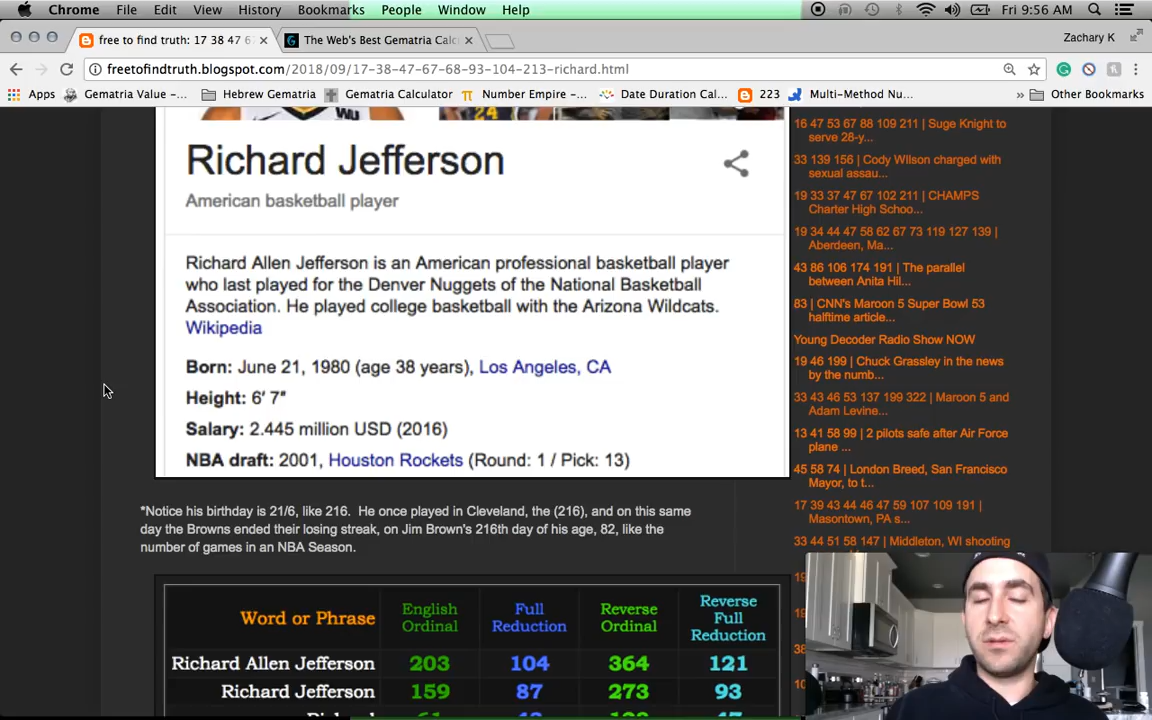 Chrome File Edit View History Bookmarks People Window Help Fri 9:56 AM
free to find truth: 17 38 47 6 The Web's Best Gematria Calc Zachary K
freetofindtruth.blogspot.com/2018/09/17-38-47-67-68-93-104-213-richard.html
Apps Gematria Value -... Hebrew Gematria Gematria Calculator Number Empire -... Date Duration Cal... 223 Multi-Method Nu... » Other Bookmarks
WU 24
Richard Jefferson
American basketball player
Richard Allen Jefferson is an American professional basketball player
who last played for the Denver Nuggets of the National Basketball
Association. He played college basketball with the Arizona Wildcats.
Wikipedia
Born: June 21, 1980 (age 38 years), Los Angeles, CA
Height: 6′ 7″
Salary: 2.445 million USD (2016)
NBA draft: 2001, Houston Rockets (Round: 1 / Pick: 13)
*Notice his birthday is 21/6, like 216. He once played in Cleveland, the (216), and on this same
day the Browns ended their losing streak, on Jim Brown's 216th day of his age, 82, like the
number of games in an NBA Season.
Word or Phrase English Ordinal Full Reduction Reverse Ordinal Reverse Full Reduction
Richard Allen Jefferson 203 104 364 121
Richard Jefferson 159 87 273 93
16 47 53 67 88 109 211 | Suge Knight to
serve 28-y...
33 139 156 | Cody Wilson charged with
sexual assau...
19 33 37 47 67 102 211 | CHAMPS
Charter High Schoo...
19 34 44 47 58 62 67 73 119 127 139 |
Aberdeen, Ma...
43 86 106 174 191 | The parallel
between Anita Hil...
83 | CNN's Maroon 5 Super Bowl 53
halftime article...
Young Decoder Radio Show NOW
19 46 199 | Chuck Grassley in the news
by the numb...
33 43 46 53 137 199 322 | Maroon 5 and
Adam Levine...
13 41 58 99 | 2 pilots safe after Air Force
plane ...
45 58 74 | London Breed, San Francisco
Mayor, to t...
17 39 43 44 46 47 59 107 109 191 |
Masontown, PA s...
33 44 51 58 147 | Middleton, WI shooting